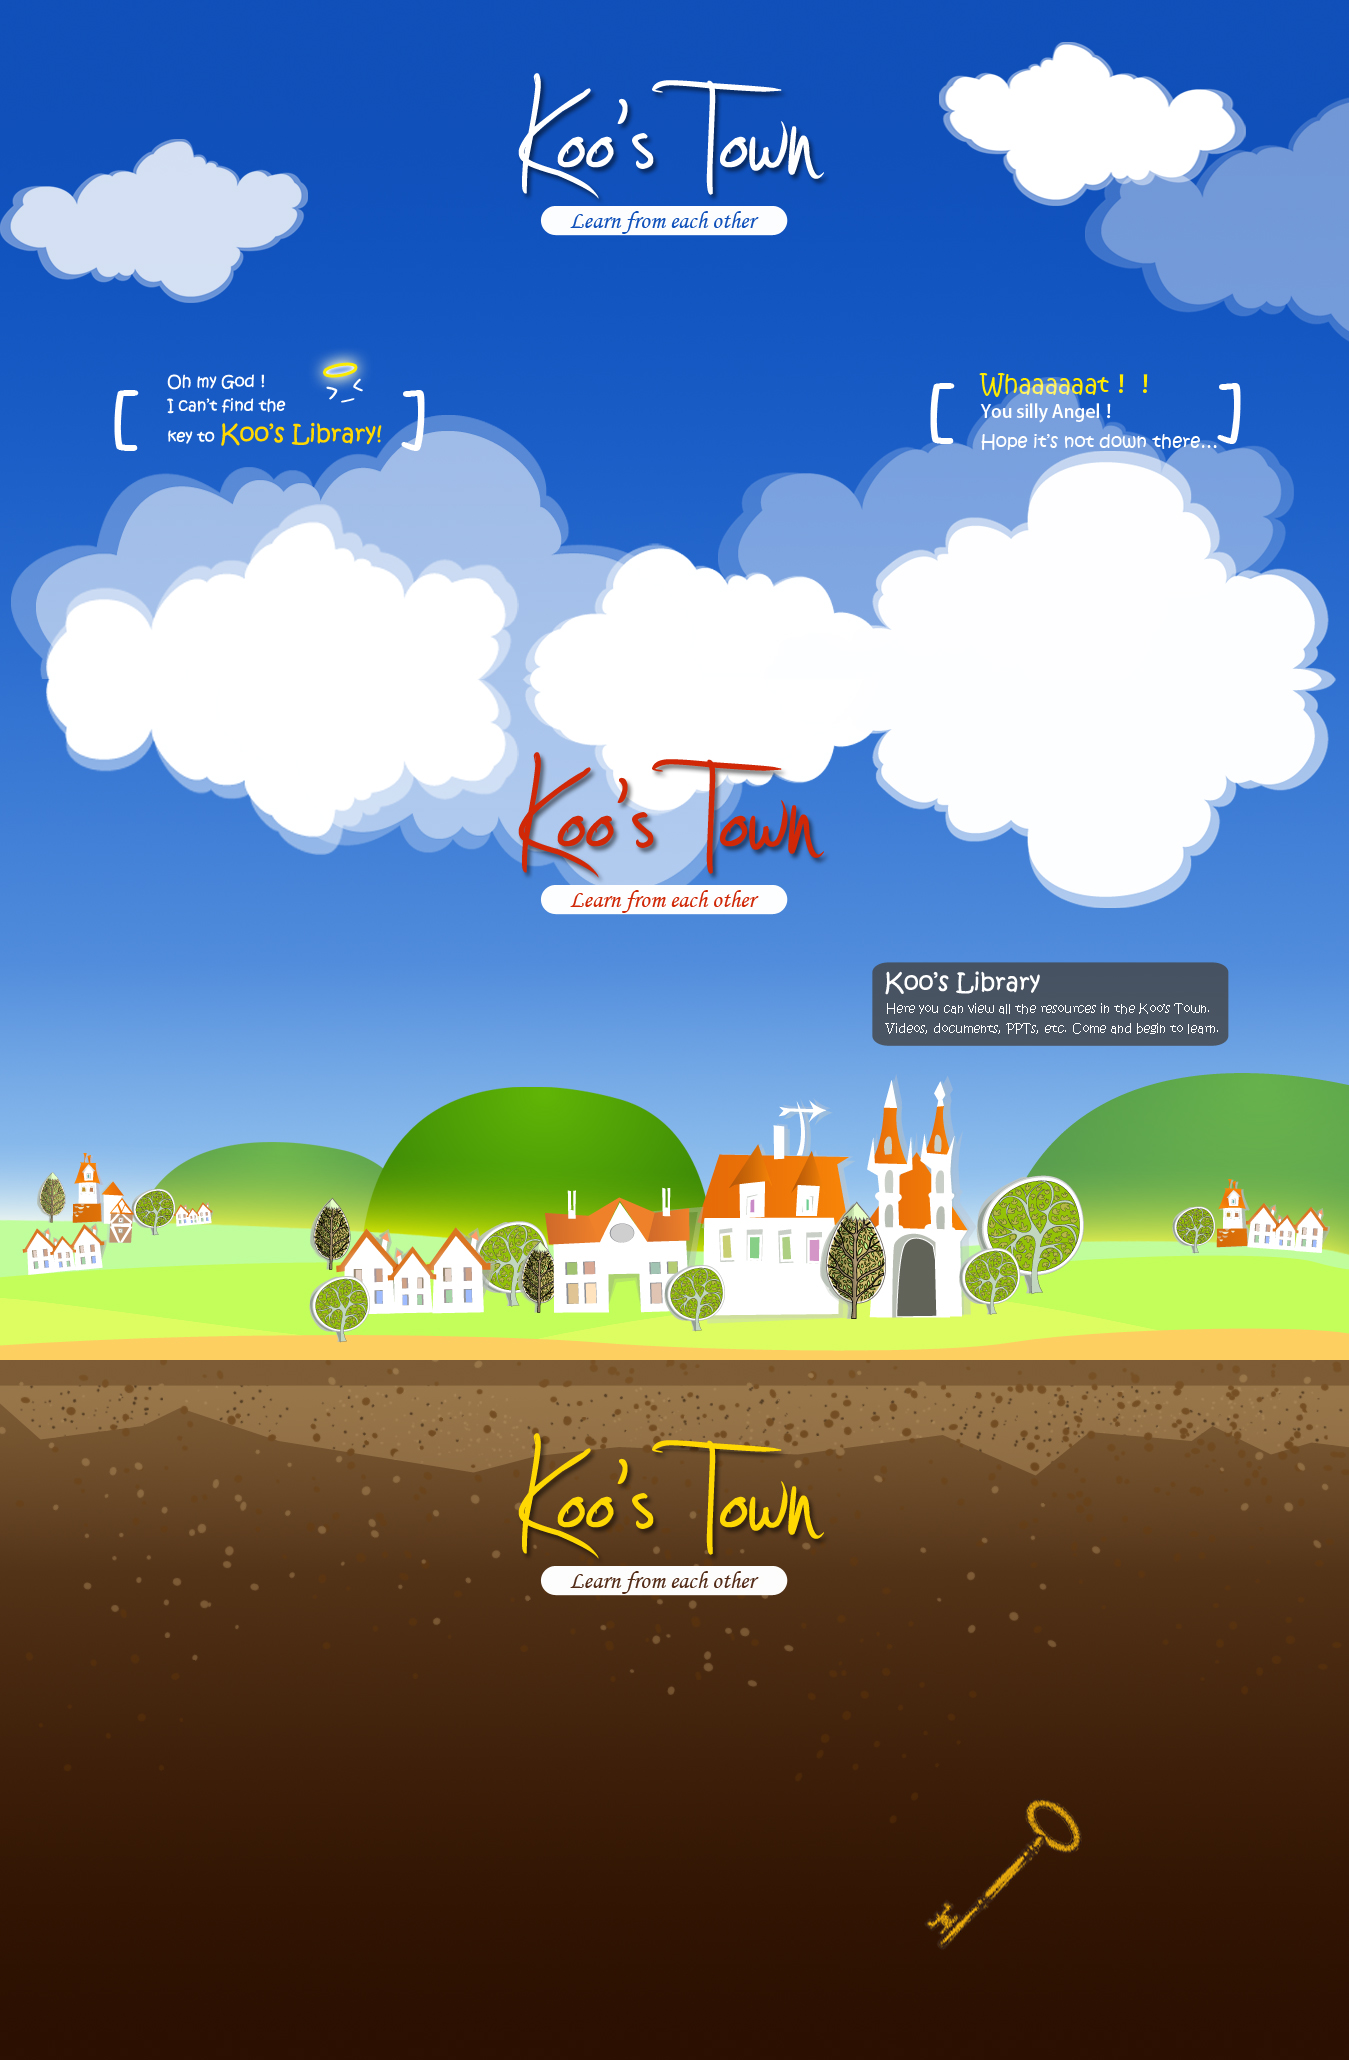 Koo's Town
Learn from each other
Oh my God !
I can't find the
key to Koo's Library!
Whaaaaaat ! !
You silly Angel !
Hope it's not down there...
Koo's Town
Learn from each other
Koo's Library
Here you can view all the resources in the Koo's Town.
Videos, documents, PPTs, etc. Come and begin to learn.
Koo's Town
Learn from each other